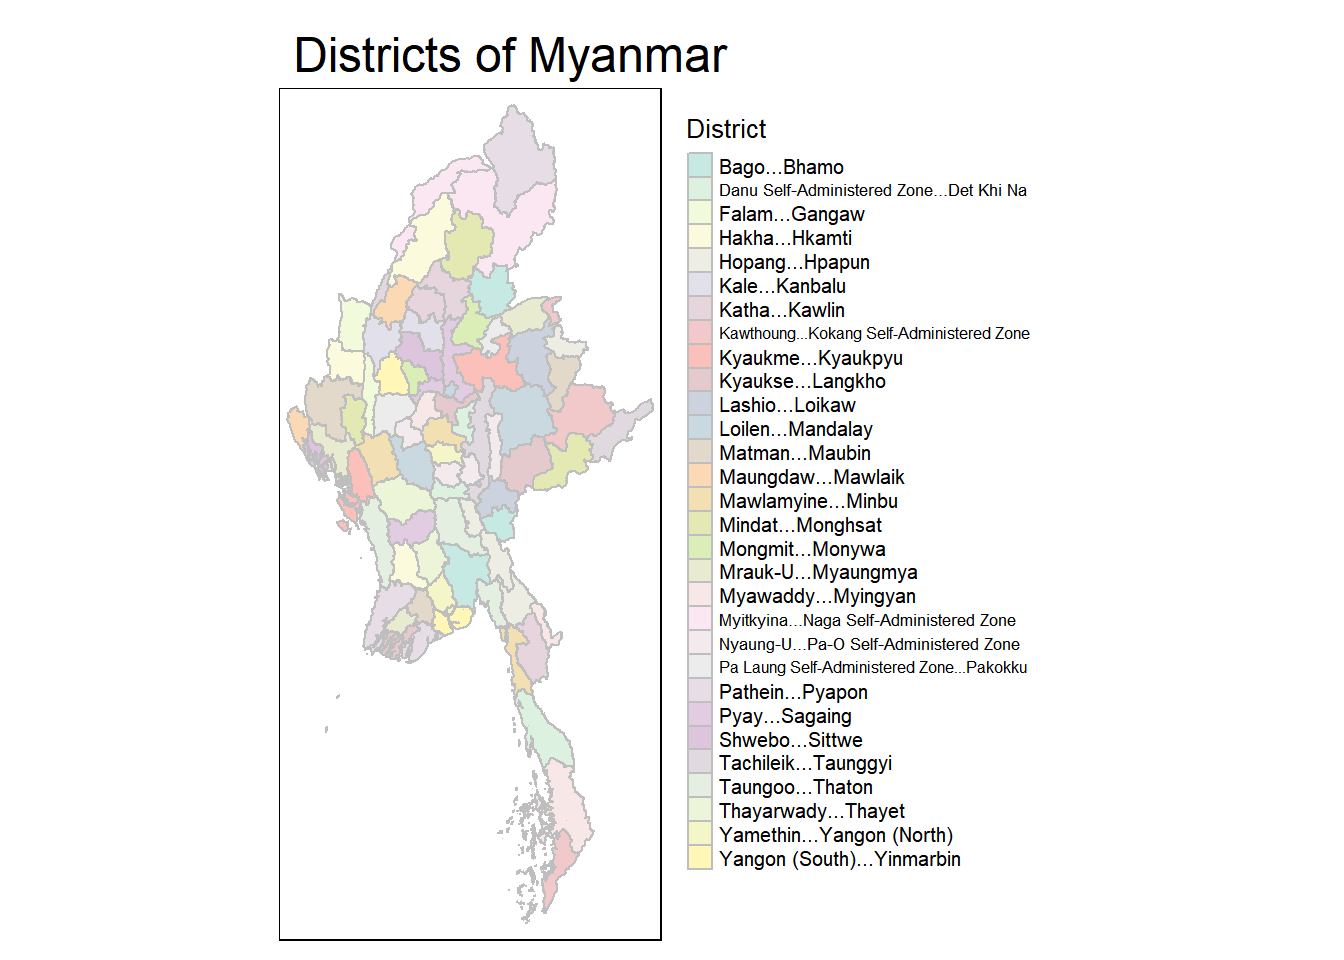 Districts of Myanmar
District
Bago...Bhamo
Danu Self-Administered Zone...Det Khi Na
Falam...Gangaw
Hakha...Hkamti
Hopang...Hpapun
Kale...Kanbalu
Katha...Kawlin
Kawthoung...Kokang Self-Administered Zone
Kyaukme...Kyaukpyu
Kyaukse...Langkho
Lashio...Loikaw
Loilen...Mandalay
Matman...Maubin
Maungdaw...Mawlaik
Mawlamyine...Minbu
Mindat...Monghsat
Mongmit...Monywa
Mrauk-U...Myaungmya
Myawaddy...Myingyan
Myitkyina...Naga Self-Administered Zone
Nyaung-U...Pa-O Self-Administered Zone
Pa Laung Self-Administered Zone...Pakokku
Pathein...Pyapon
Pyay...Sagaing
Shwebo...Sittwe
Tachileik...Taunggyi
Taungoo...Thaton
Thayarwady...Thayet
Yamethin...Yangon (North)
Yangon (South)...Yinmarbin